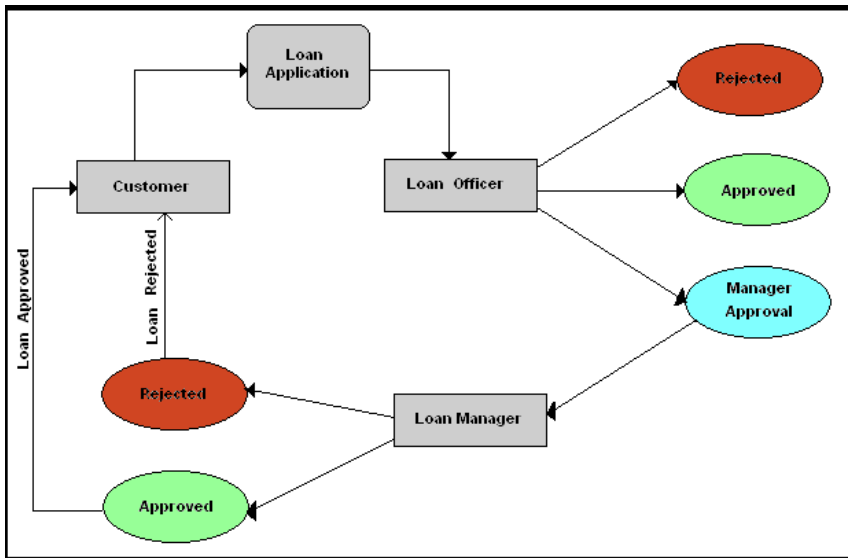 Loan
Application
Rejected
Customer
Loan Officer
Approved
Manager
Approval
Loan Approved
Loan Rejected
Rejected
Loan Manager
Approved